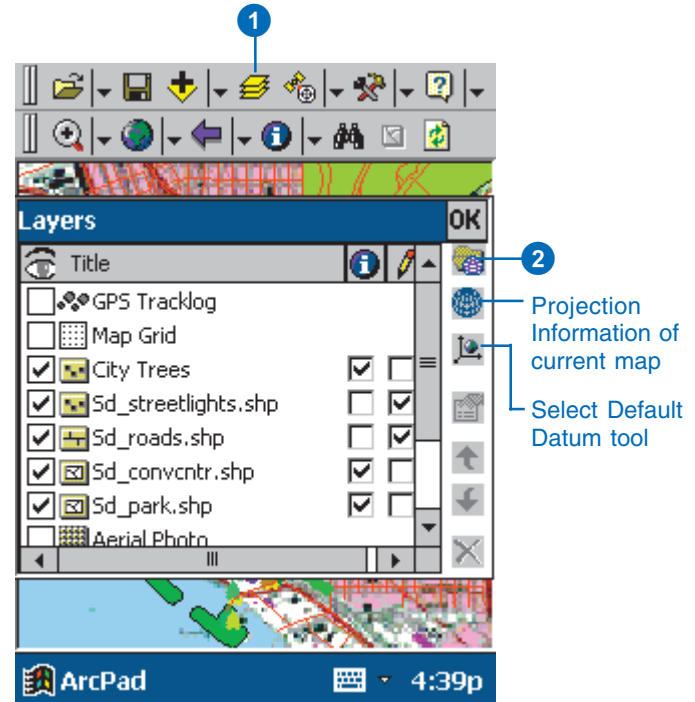 1
Layers OK
Title
GPS Tracklog
Map Grid
City Trees
Sd_streetlights.shp
Sd_roads.shp
Sd_convcntr.shp
Sd_park.shp
Aerial Photo
2
Projection
Information of
current map
Select Default
Datum tool
ArcPad 4:39p